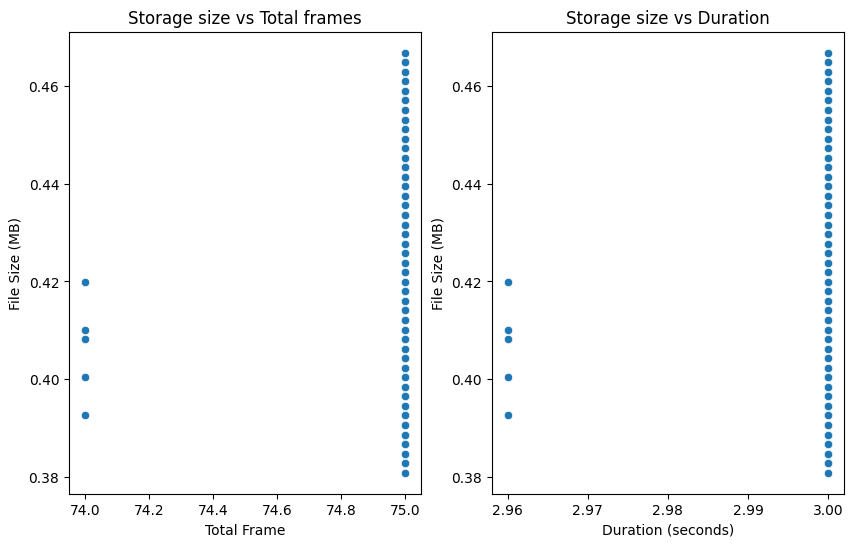 Storage size vs Total frames
File Size (MB)
0.46
0.44
0.42
0.40
0.38
74.0 74.2 74.4 74.6 74.8 75.0
Total Frame
Storage size vs Duration
File Size (MB)
0.46
0.44
0.42
0.40
0.38
2.96 2.97 2.98 2.99 3.00
Duration (seconds)